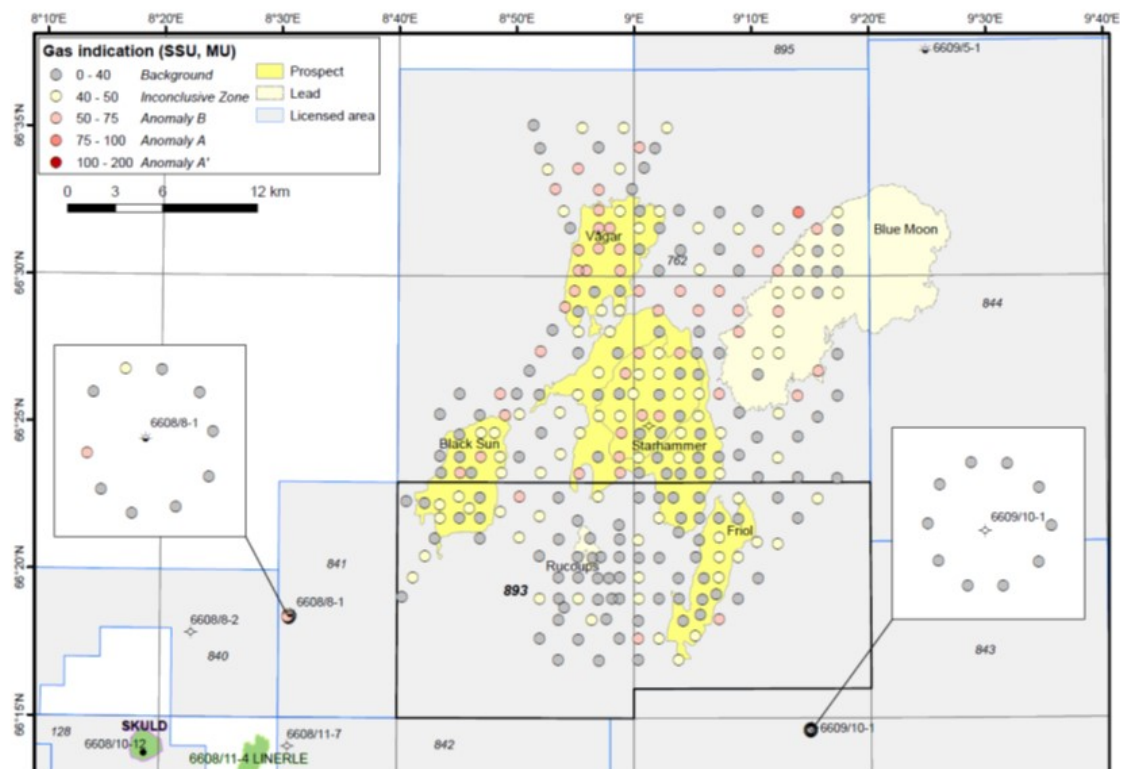 8°10'E 8°20'E 8°30'E 8°40'E 8°50'E 9°0'E 9°10'E 9°20'E 9°30'E 9°40'E
Gas indication (SSU, MU)
0 - 40 Background
40 - 50 Inconclusive Zone
50 - 75 Anomaly B
75 - 100 Anomaly A
100 - 200 Anomaly A'
Prospect
Lead
Licensed area
0 3 6 12 km
895
6609/5-1
66°35'N
Blue Moon
Vågar
762
66°30'N
844
66°25'N
6608/8-1
Black Sun
Starhammer
6609/10-1
Friol
66°20'N
841
Rucoups
893
6608/8-1
6608/8-2
840
843
66°15'N
SKULD
128
6608/10-12
6608/11-7
6608/11-4 LINERLE
842
6609/10-1